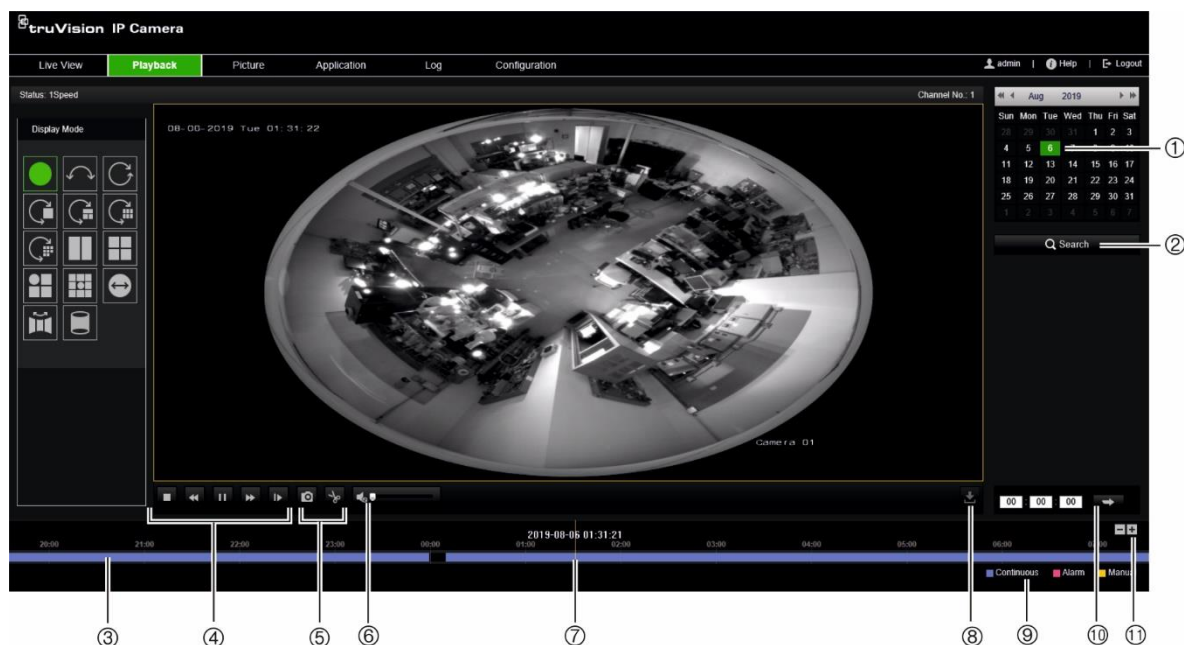 truVision IP Camera
Live View Playback Picture Application Log Configuration admin | Help | Logout
Status: 1Speed Channel No.: 1
Aug 2019
Sun Mon Tue Wed Thu Fri Sat
28 29 30 31 1 2 3
4 5 6 7 8 9 10
11 12 13 14 15 16 17
18 19 20 21 22 23 24
25 26 27 28 29 30 31
1 2 3 4 5 6 7
Search
Display Mode
08-06-2019 Tue 01:31:22
Camera 01
00 : 00 : 00
2019-08-06 01:31:21
20:00 21:00 22:00 23:00 00:00 01:00 02:00 03:00 04:00 05:00 06:00
Continuous Alarm Manual
① ② ③ ④ ⑤ ⑥ ⑦ ⑧ ⑨ ⑩ ⑪